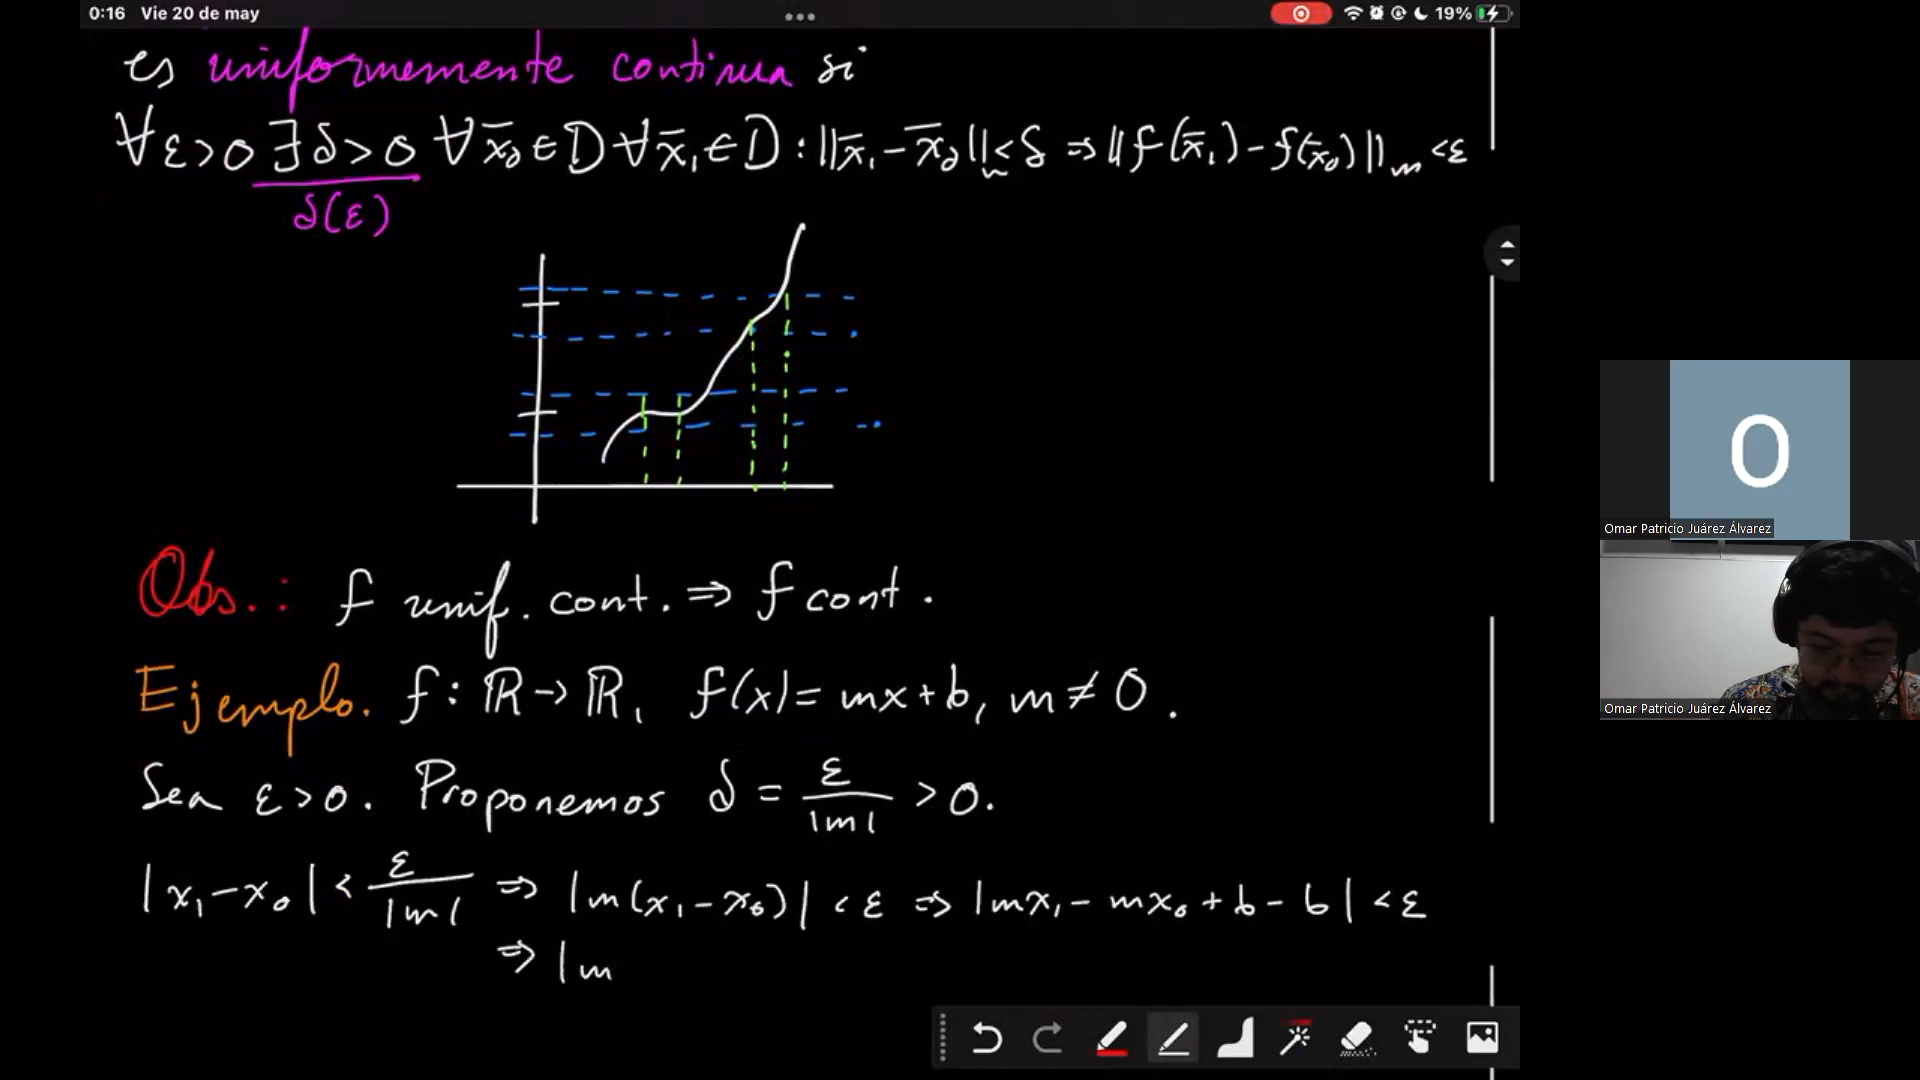 0:16 Vie 20 de may
19%
es uniformemente continua si
∀ε>0 ∃δ>0 ∀x̄₀∈D ∀x̄₁∈D : ||x̄₁-x̄₀||ₙ<δ ⇒ ||f(x̄₁)-f(x̄₀)||ₘ<ε
δ(ε)
Obs.: f unif. cont. ⇒ f cont.
Ejemplo. f: ℝ→ℝ, f(x)= mx+b, m≠0.
Sea ε>0. Proponemos δ = ε/|m| >0.
|x₁-x₀| < ε/|m| ⇒ |m(x₁-x₀)| < ε ⇒ |mx₁-mx₀+b-b| < ε
⇒ |m
O
Omar Patricio Juárez Álvarez
Omar Patricio Juárez Álvarez